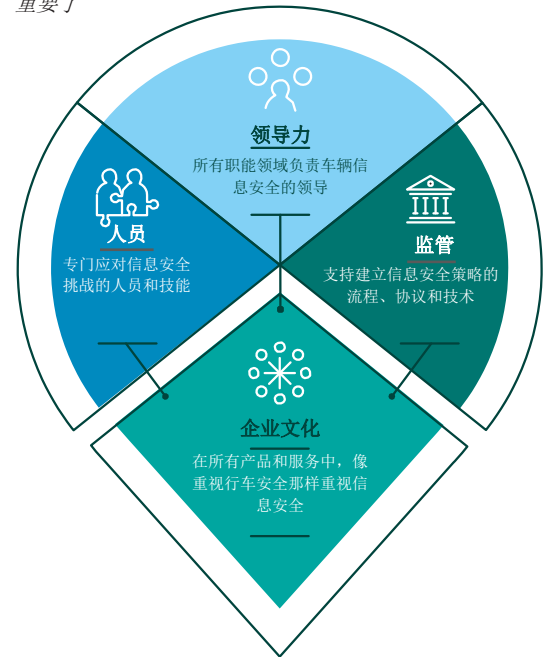 重要了
领导力
所有职能领域负责车辆信
息安全的领导
人员
专门应对信息安全
挑战的人员和技能
监管
支持建立信息安全策略的
流程、协议和技术
企业文化
在所有产品和服务中，像
重视行车安全那样重视信
息安全